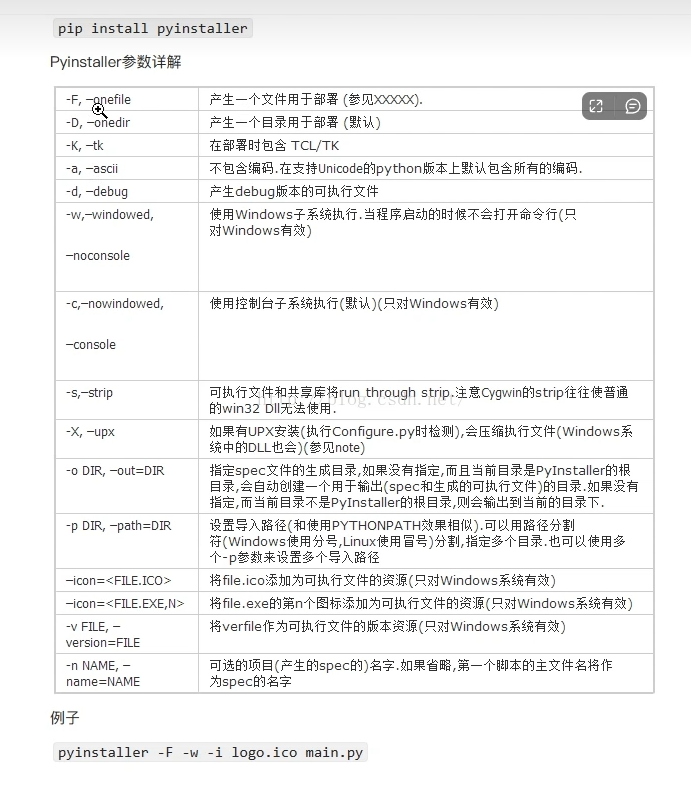 pip install pyinstaller
Pyinstaller参数详解
-F, –onefile
产生一个文件用于部署 (参见XXXXX).
-D, –onedir
产生一个目录用于部署 (默认)
-K, –tk
在部署时包含 TCL/TK
-a, –ascii
不包含编码.在支持Unicode的python版本上默认包含所有的编码.
-d, –debug
产生debug版本的可执行文件
-w,–windowed,
–noconsole
使用Windows子系统执行.当程序启动的时候不会打开命令行(只
对Windows有效)
-c,–nowindowed,
–console
使用控制台子系统执行(默认)(只对Windows有效)
-s,–strip
可执行文件和共享库将run through strip.注意Cygwin的strip往往使普通
的win32 Dll无法使用.
-X, –upx
如果有UPX安装(执行Configure.py时检测),会压缩执行文件(Windows系
统中的DLL也会)(参见note)
-o DIR, –out=DIR
指定spec文件的生成目录,如果没有指定,而且当前目录是PyInstaller的根
目录,会自动创建一个用于输出(spec和生成的可执行文件)的目录.如果没有
指定,而当前目录不是PyInstaller的根目录,则会输出到当前的目录下.
-p DIR, –path=DIR
设置导入路径(和使用PYTHONPATH效果相似).可以用路径分割
符(Windows使用分号,Linux使用冒号)分割,指定多个目录.也可以使用多
个-p参数来设置多个导入路径
–icon=<FILE.ICO>
将file.ico添加为可执行文件的资源(只对Windows系统有效)
–icon=<FILE.EXE,N>
将file.exe的第n个图标添加为可执行文件的资源(只对Windows系统有效)
-v FILE, –
version=FILE
将verfile作为可执行文件的版本资源(只对Windows系统有效)
-n NAME, –
name=NAME
可选的项目(产生的spec的)名字.如果省略,第一个脚本的主文件名将作
为spec的名字
例子
pyinstaller -F -w -i logo.ico main.py